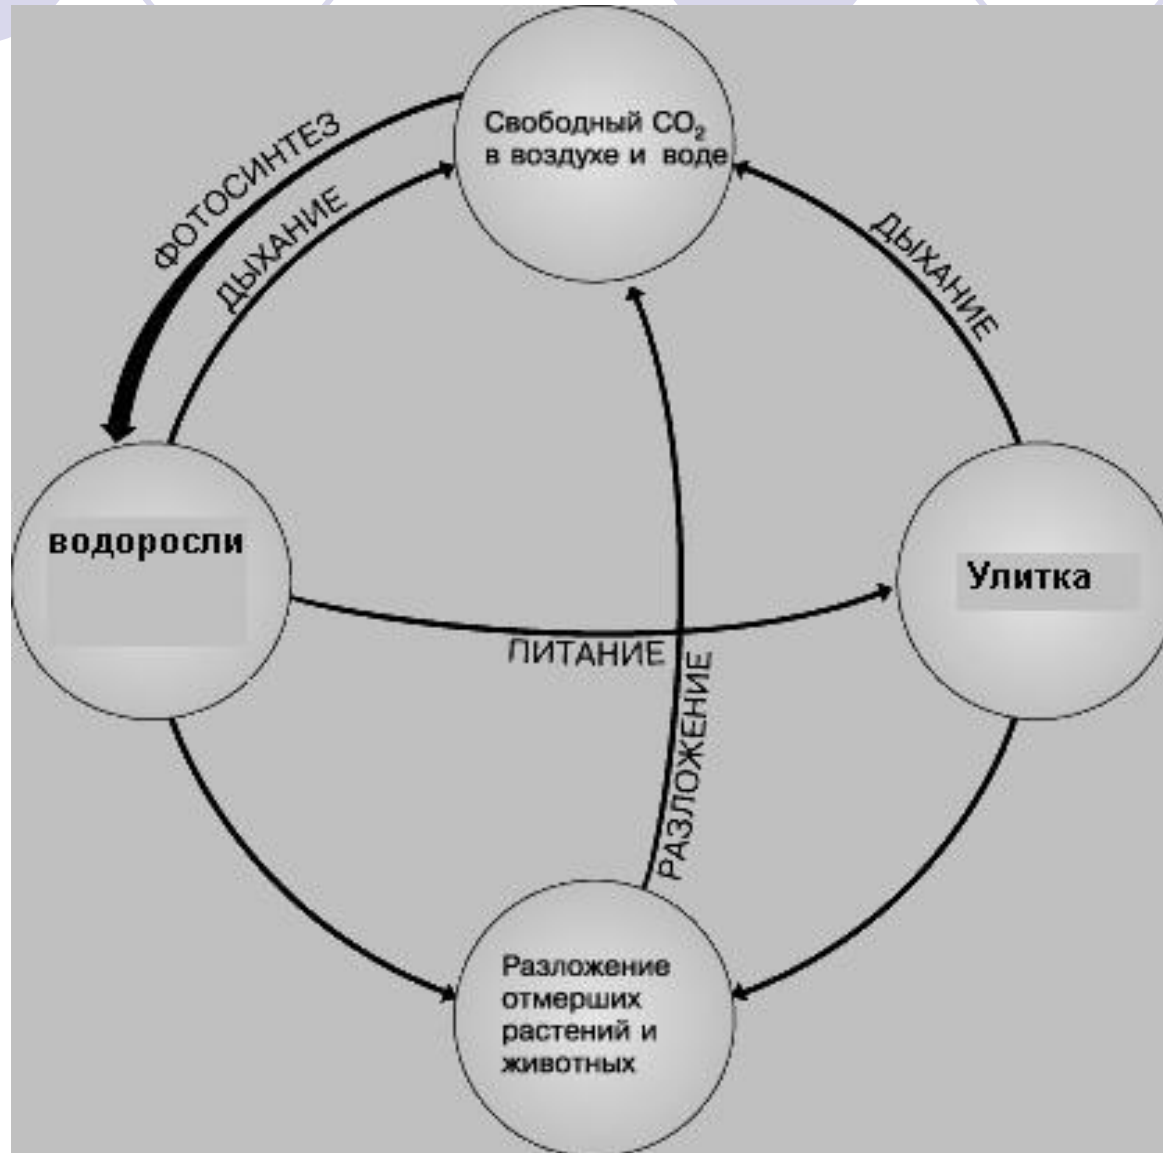 Свободный CO₂
в воздухе и воде
ФОТОСИНТЕЗ
ДЫХАНИЕ
ДЫХАНИЕ
водоросли
Улитка
ПИТАНИЕ
РАЗЛОЖЕНИЕ
Разложение
отмерших
растений и
животных